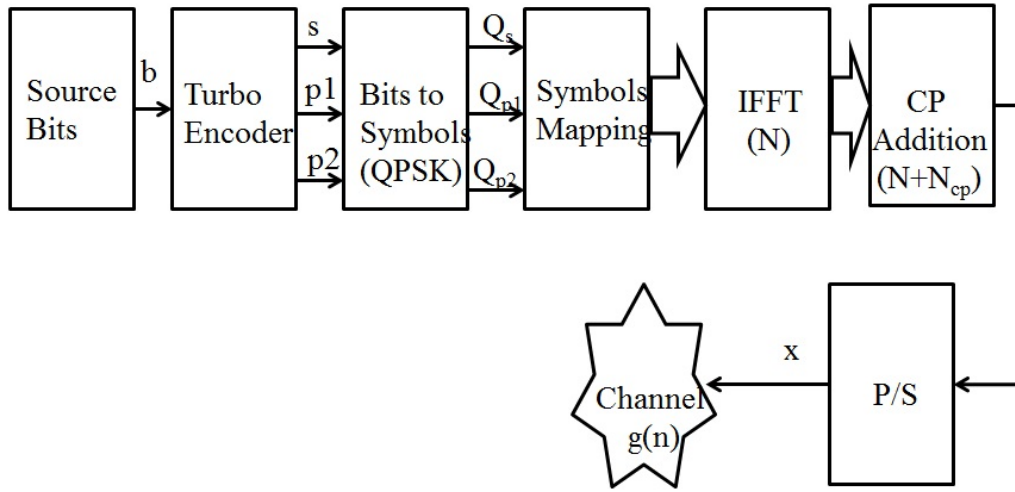 Source
Bits
b
Turbo
Encoder
s
p1
p2
Bits to
Symbols
(QPSK)
Qs
Qp1
Qp2
Symbols
Mapping
IFFT
(N)
CP
Addition
(N+Ncp)
P/S
x
Channel
g(n)